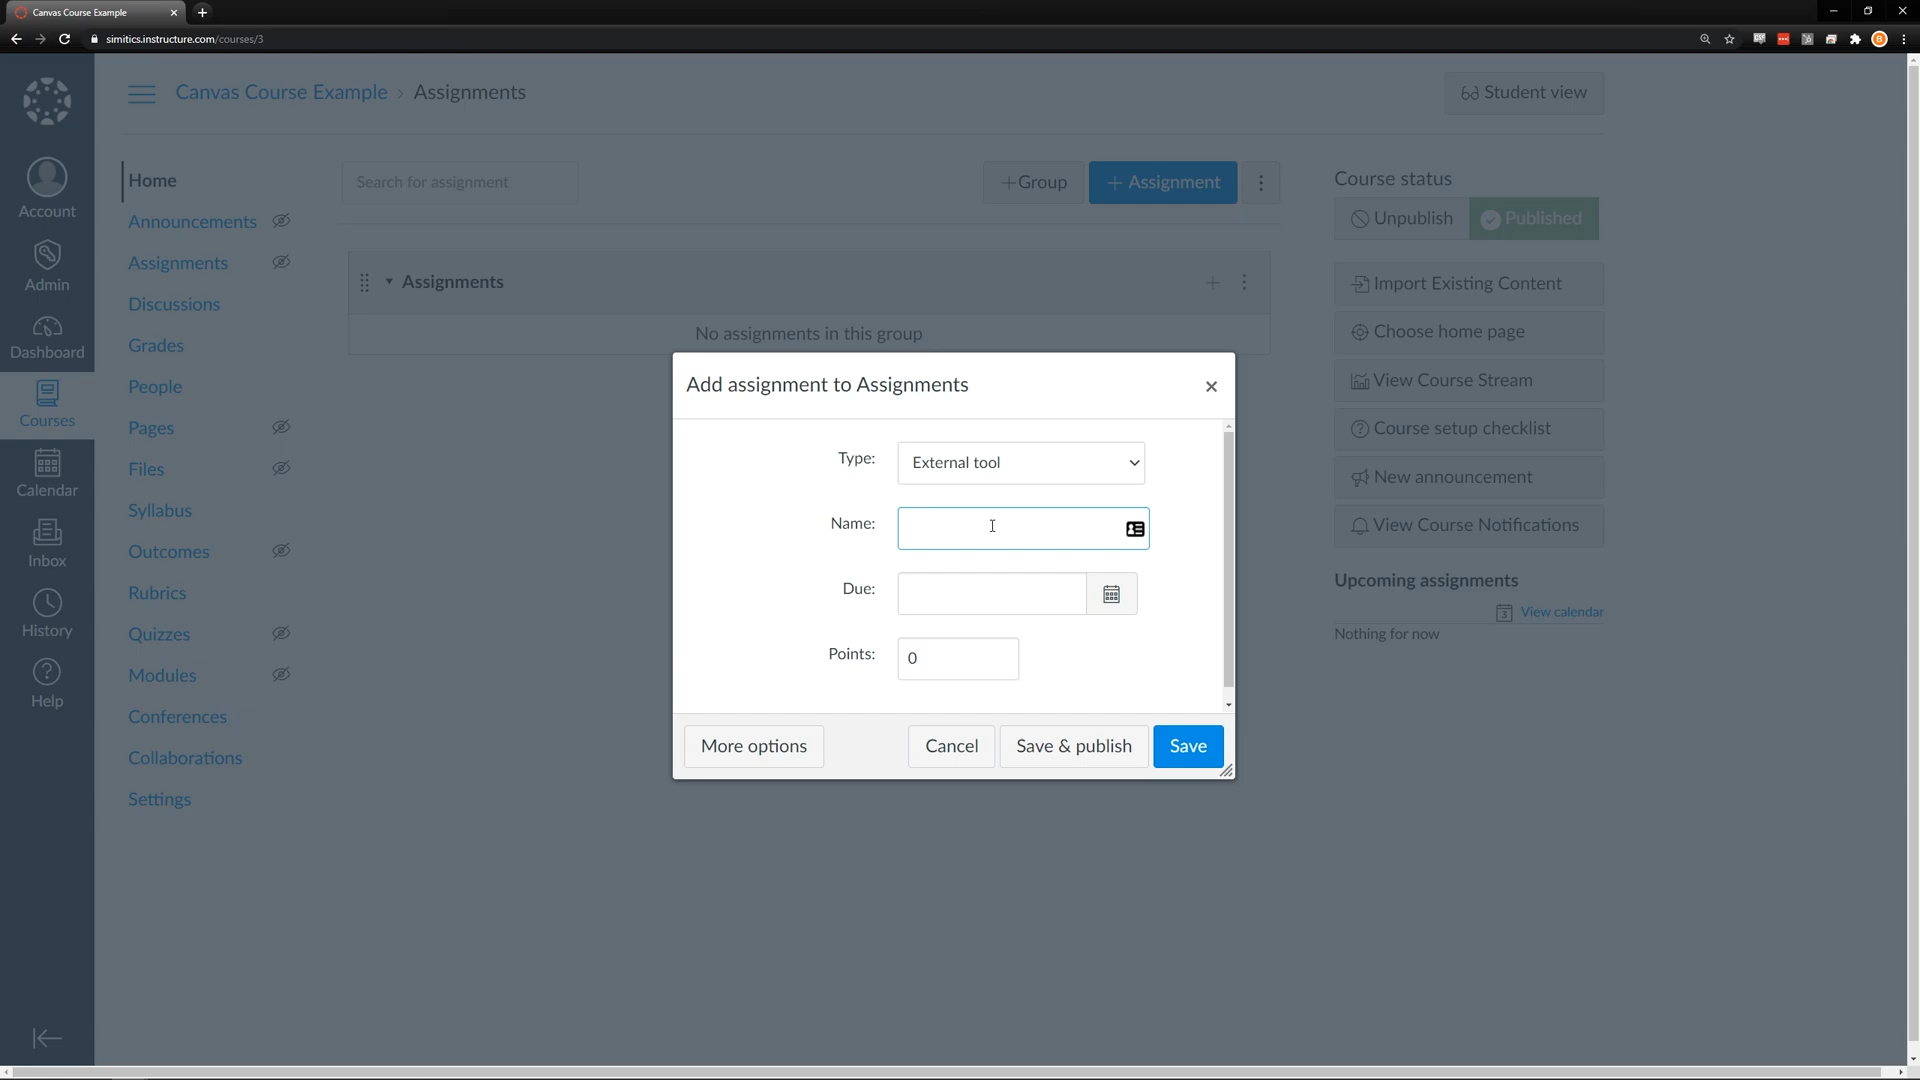 Canvas Course Example
simitics.instructure.com/courses/3
Canvas Course Example › Assignments
Student view
Account
Admin
Dashboard
Courses
Calendar
Inbox
History
Help
Home
Announcements
Assignments
Discussions
Grades
People
Pages
Files
Syllabus
Outcomes
Rubrics
Quizzes
Modules
Conferences
Collaborations
Settings
Search for assignment
+Group
+ Assignment
Assignments
No assignments in this group
Add assignment to Assignments
Type: External tool
Name:
Due:
Points: 0
More options
Cancel
Save & publish
Save
Course status
Unpublish
Published
Import Existing Content
Choose home page
View Course Stream
Course setup checklist
New announcement
View Course Notifications
Upcoming assignments
3 View calendar
Nothing for now